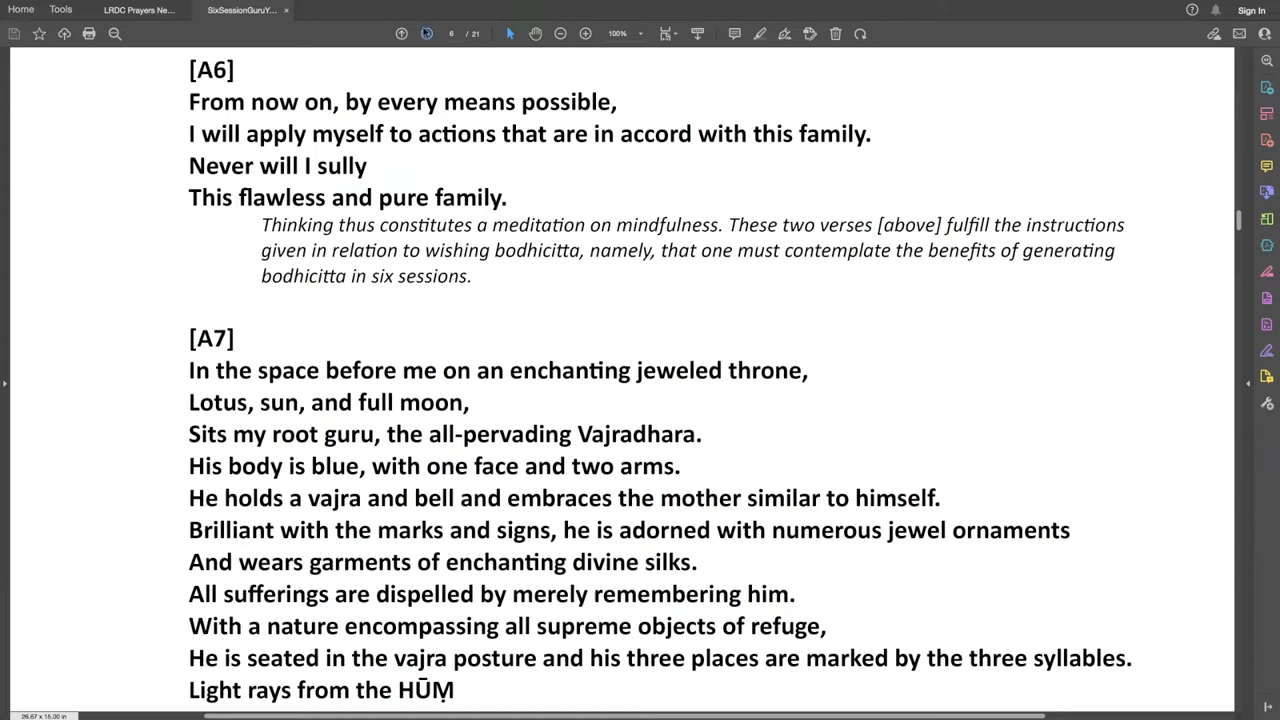 Home Tools LRDC Prayers Ne... SixSessionGuruY... × Sign In
6 / 21 100%
[A6]
From now on, by every means possible,
I will apply myself to actions that are in accord with this family.
Never will I sully
This flawless and pure family.
Thinking thus constitutes a meditation on mindfulness. These two verses [above] fulfill the instructions
given in relation to wishing bodhicitta, namely, that one must contemplate the benefits of generating
bodhicitta in six sessions.
[A7]
In the space before me on an enchanting jeweled throne,
Lotus, sun, and full moon,
Sits my root guru, the all-pervading Vajradhara.
His body is blue, with one face and two arms.
He holds a vajra and bell and embraces the mother similar to himself.
Brilliant with the marks and signs, he is adorned with numerous jewel ornaments
And wears garments of enchanting divine silks.
All sufferings are dispelled by merely remembering him.
With a nature encompassing all supreme objects of refuge,
He is seated in the vajra posture and his three places are marked by the three syllables.
Light rays from the HŪṂ
26.67 x 15.00 in